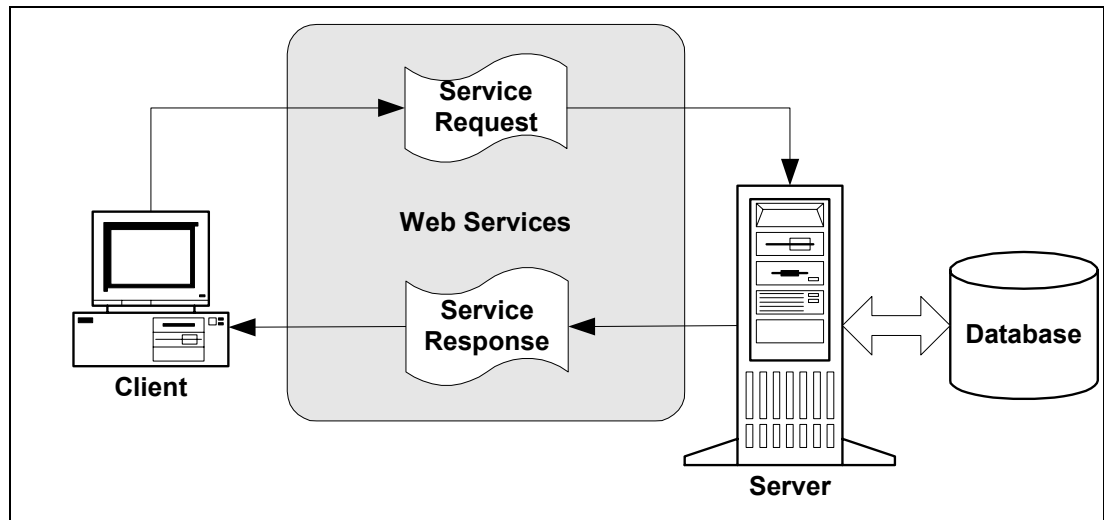 Service
Request
Web Services
Service
Response
Client
Database
Server